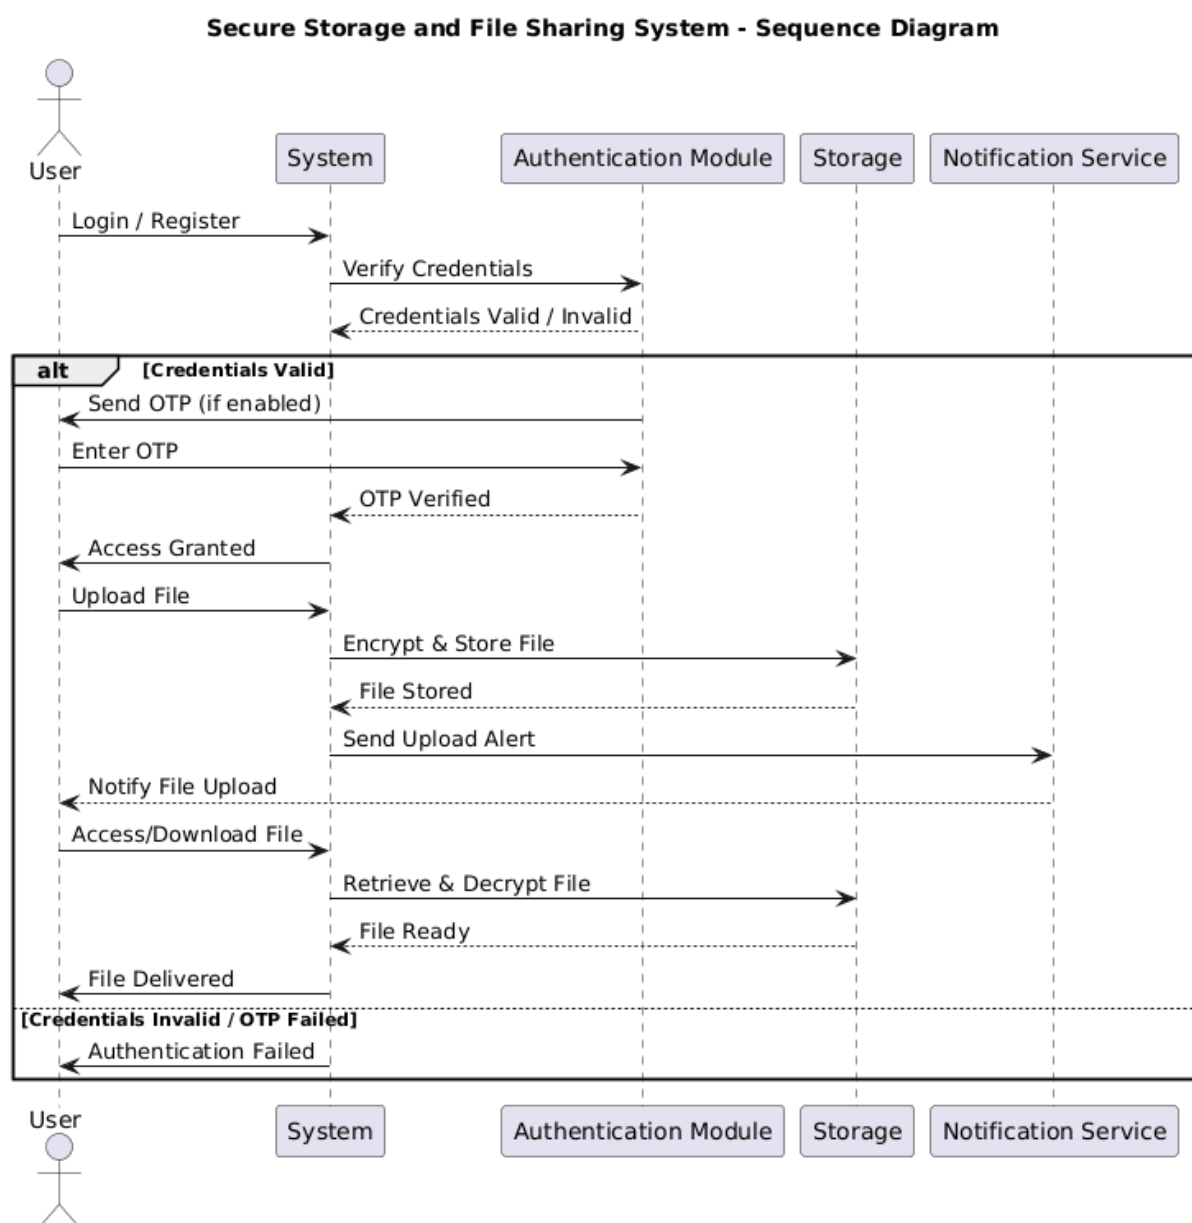 Secure Storage and File Sharing System - Sequence Diagram
User
System
Authentication Module
Storage
Notification Service
Login / Register
Verify Credentials
Credentials Valid / Invalid
alt
[Credentials Valid]
Send OTP (if enabled)
Enter OTP
OTP Verified
Access Granted
Upload File
Encrypt & Store File
File Stored
Send Upload Alert
Notify File Upload
Access/Download File
Retrieve & Decrypt File
File Ready
File Delivered
[Credentials Invalid / OTP Failed]
Authentication Failed
User
System
Authentication Module
Storage
Notification Service